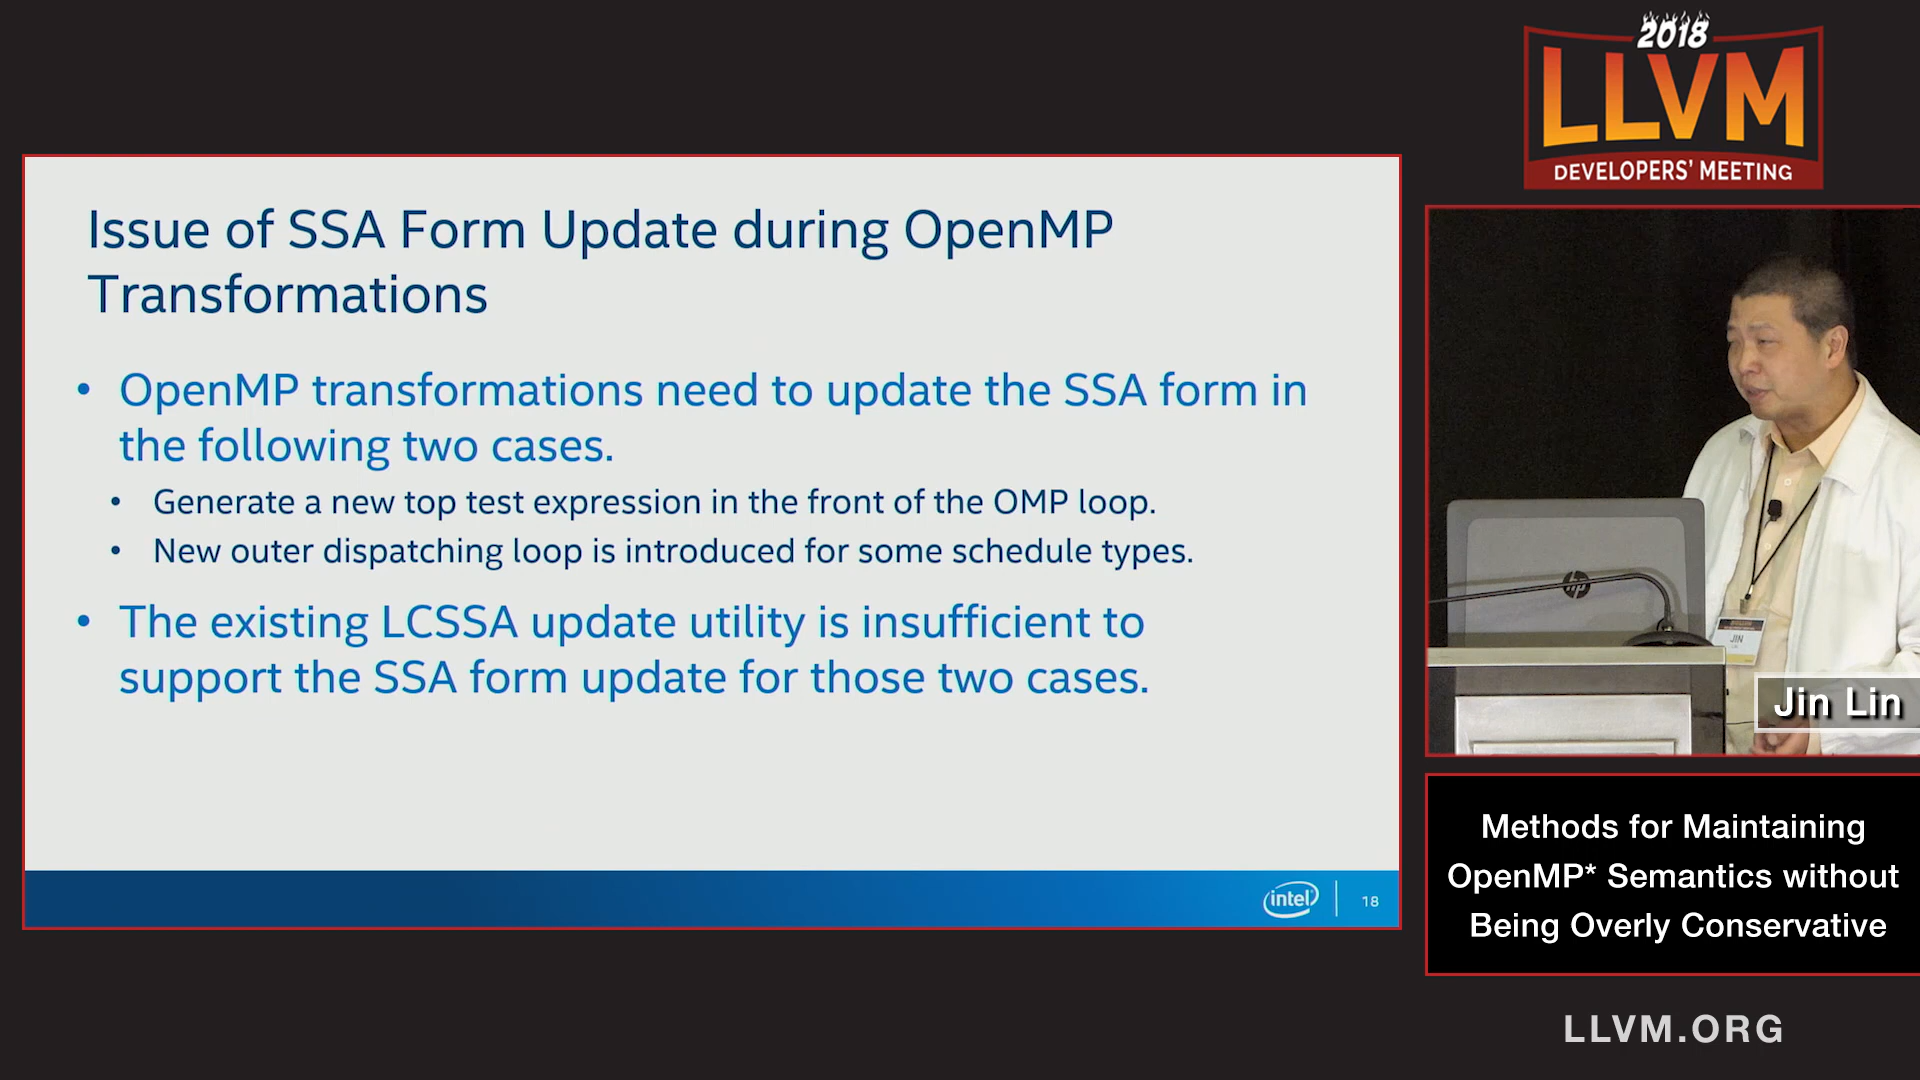 2018
LLVM
DEVELOPERS' MEETING
Issue of SSA Form Update during OpenMP
Transformations
• OpenMP transformations need to update the SSA form in
the following two cases.
• Generate a new top test expression in the front of the OMP loop.
• New outer dispatching loop is introduced for some schedule types.
• The existing LCSSA update utility is insufficient to
support the SSA form update for those two cases.
intel
18
hp
JIN
Jin Lin
Methods for Maintaining
OpenMP* Semantics without
Being Overly Conservative
LLVM.ORG